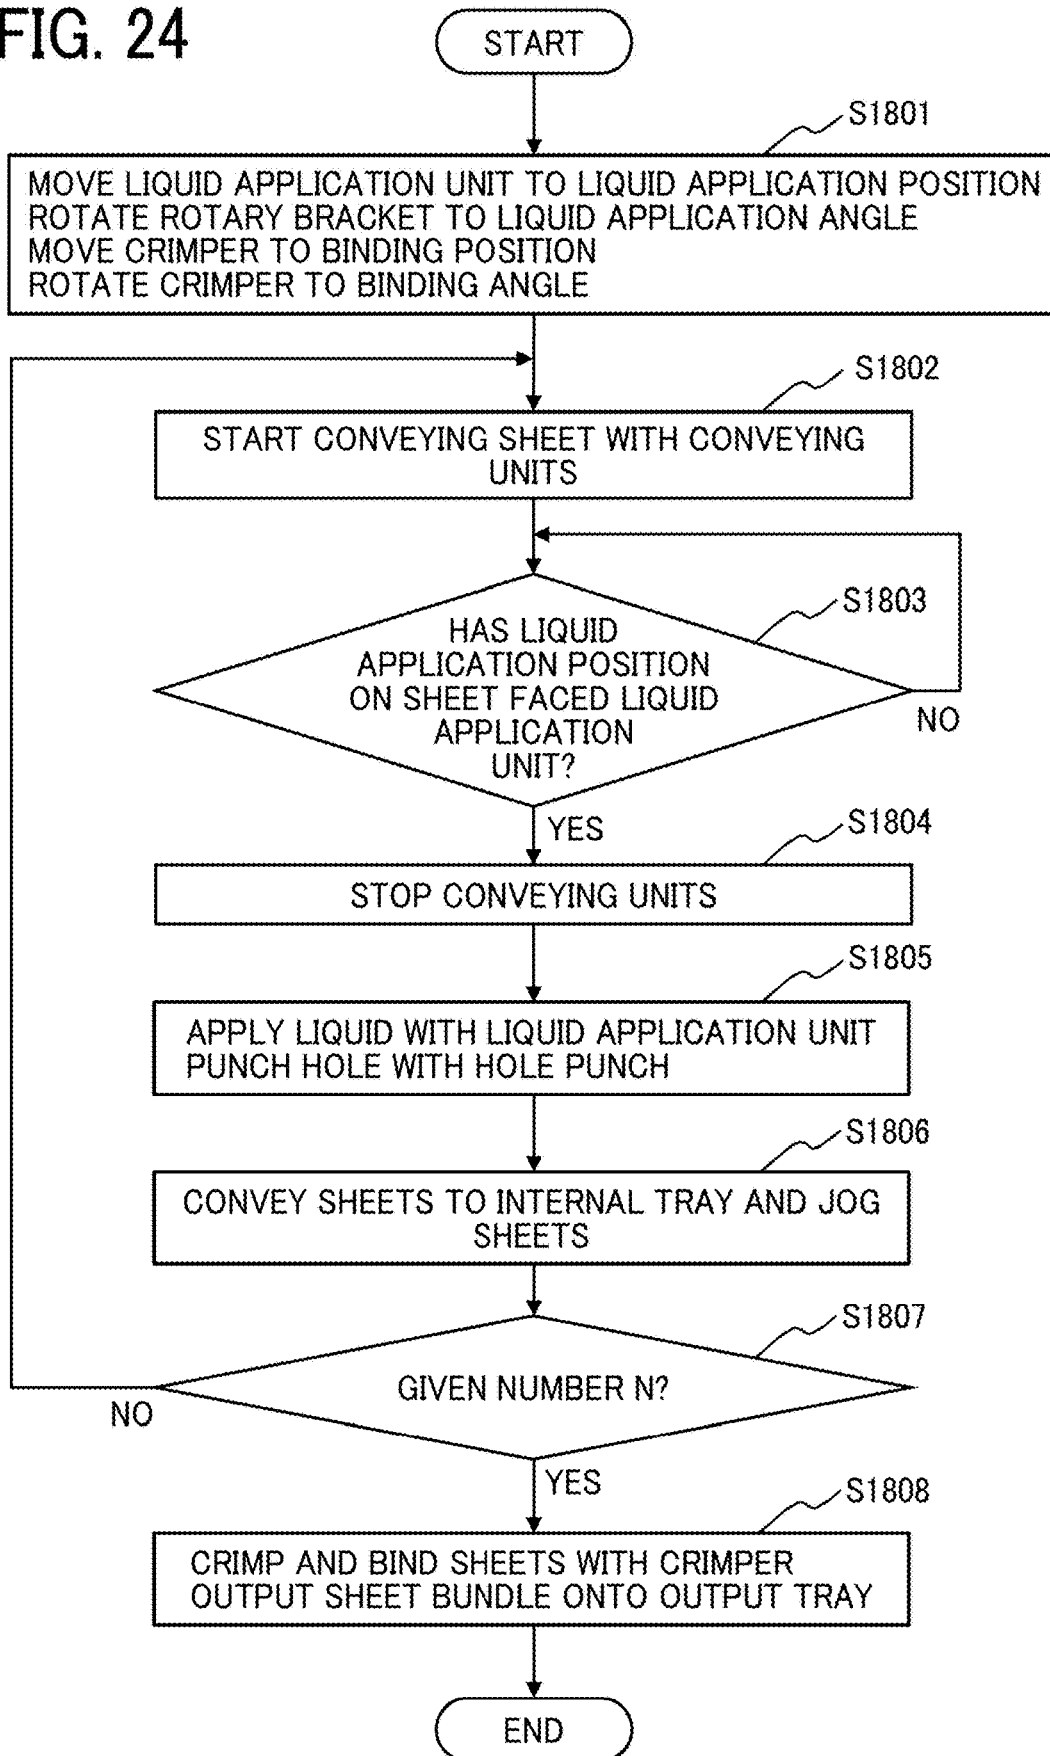 FIG. 24
START
S1801
MOVE LIQUID APPLICATION UNIT TO LIQUID APPLICATION POSITION
ROTATE ROTARY BRACKET TO LIQUID APPLICATION ANGLE
MOVE CRIMPER TO BINDING POSITION
ROTATE CRIMPER TO BINDING ANGLE
S1802
START CONVEYING SHEET WITH CONVEYING
UNITS
S1803
HAS LIQUID
APPLICATION POSITION
ON SHEET FACED LIQUID
APPLICATION
UNIT?
NO
YES
S1804
STOP CONVEYING UNITS
S1805
APPLY LIQUID WITH LIQUID APPLICATION UNIT
PUNCH HOLE WITH HOLE PUNCH
S1806
CONVEY SHEETS TO INTERNAL TRAY AND JOG
SHEETS
S1807
GIVEN NUMBER N?
NO
YES
S1808
CRIMP AND BIND SHEETS WITH CRIMPER
OUTPUT SHEET BUNDLE ONTO OUTPUT TRAY
END